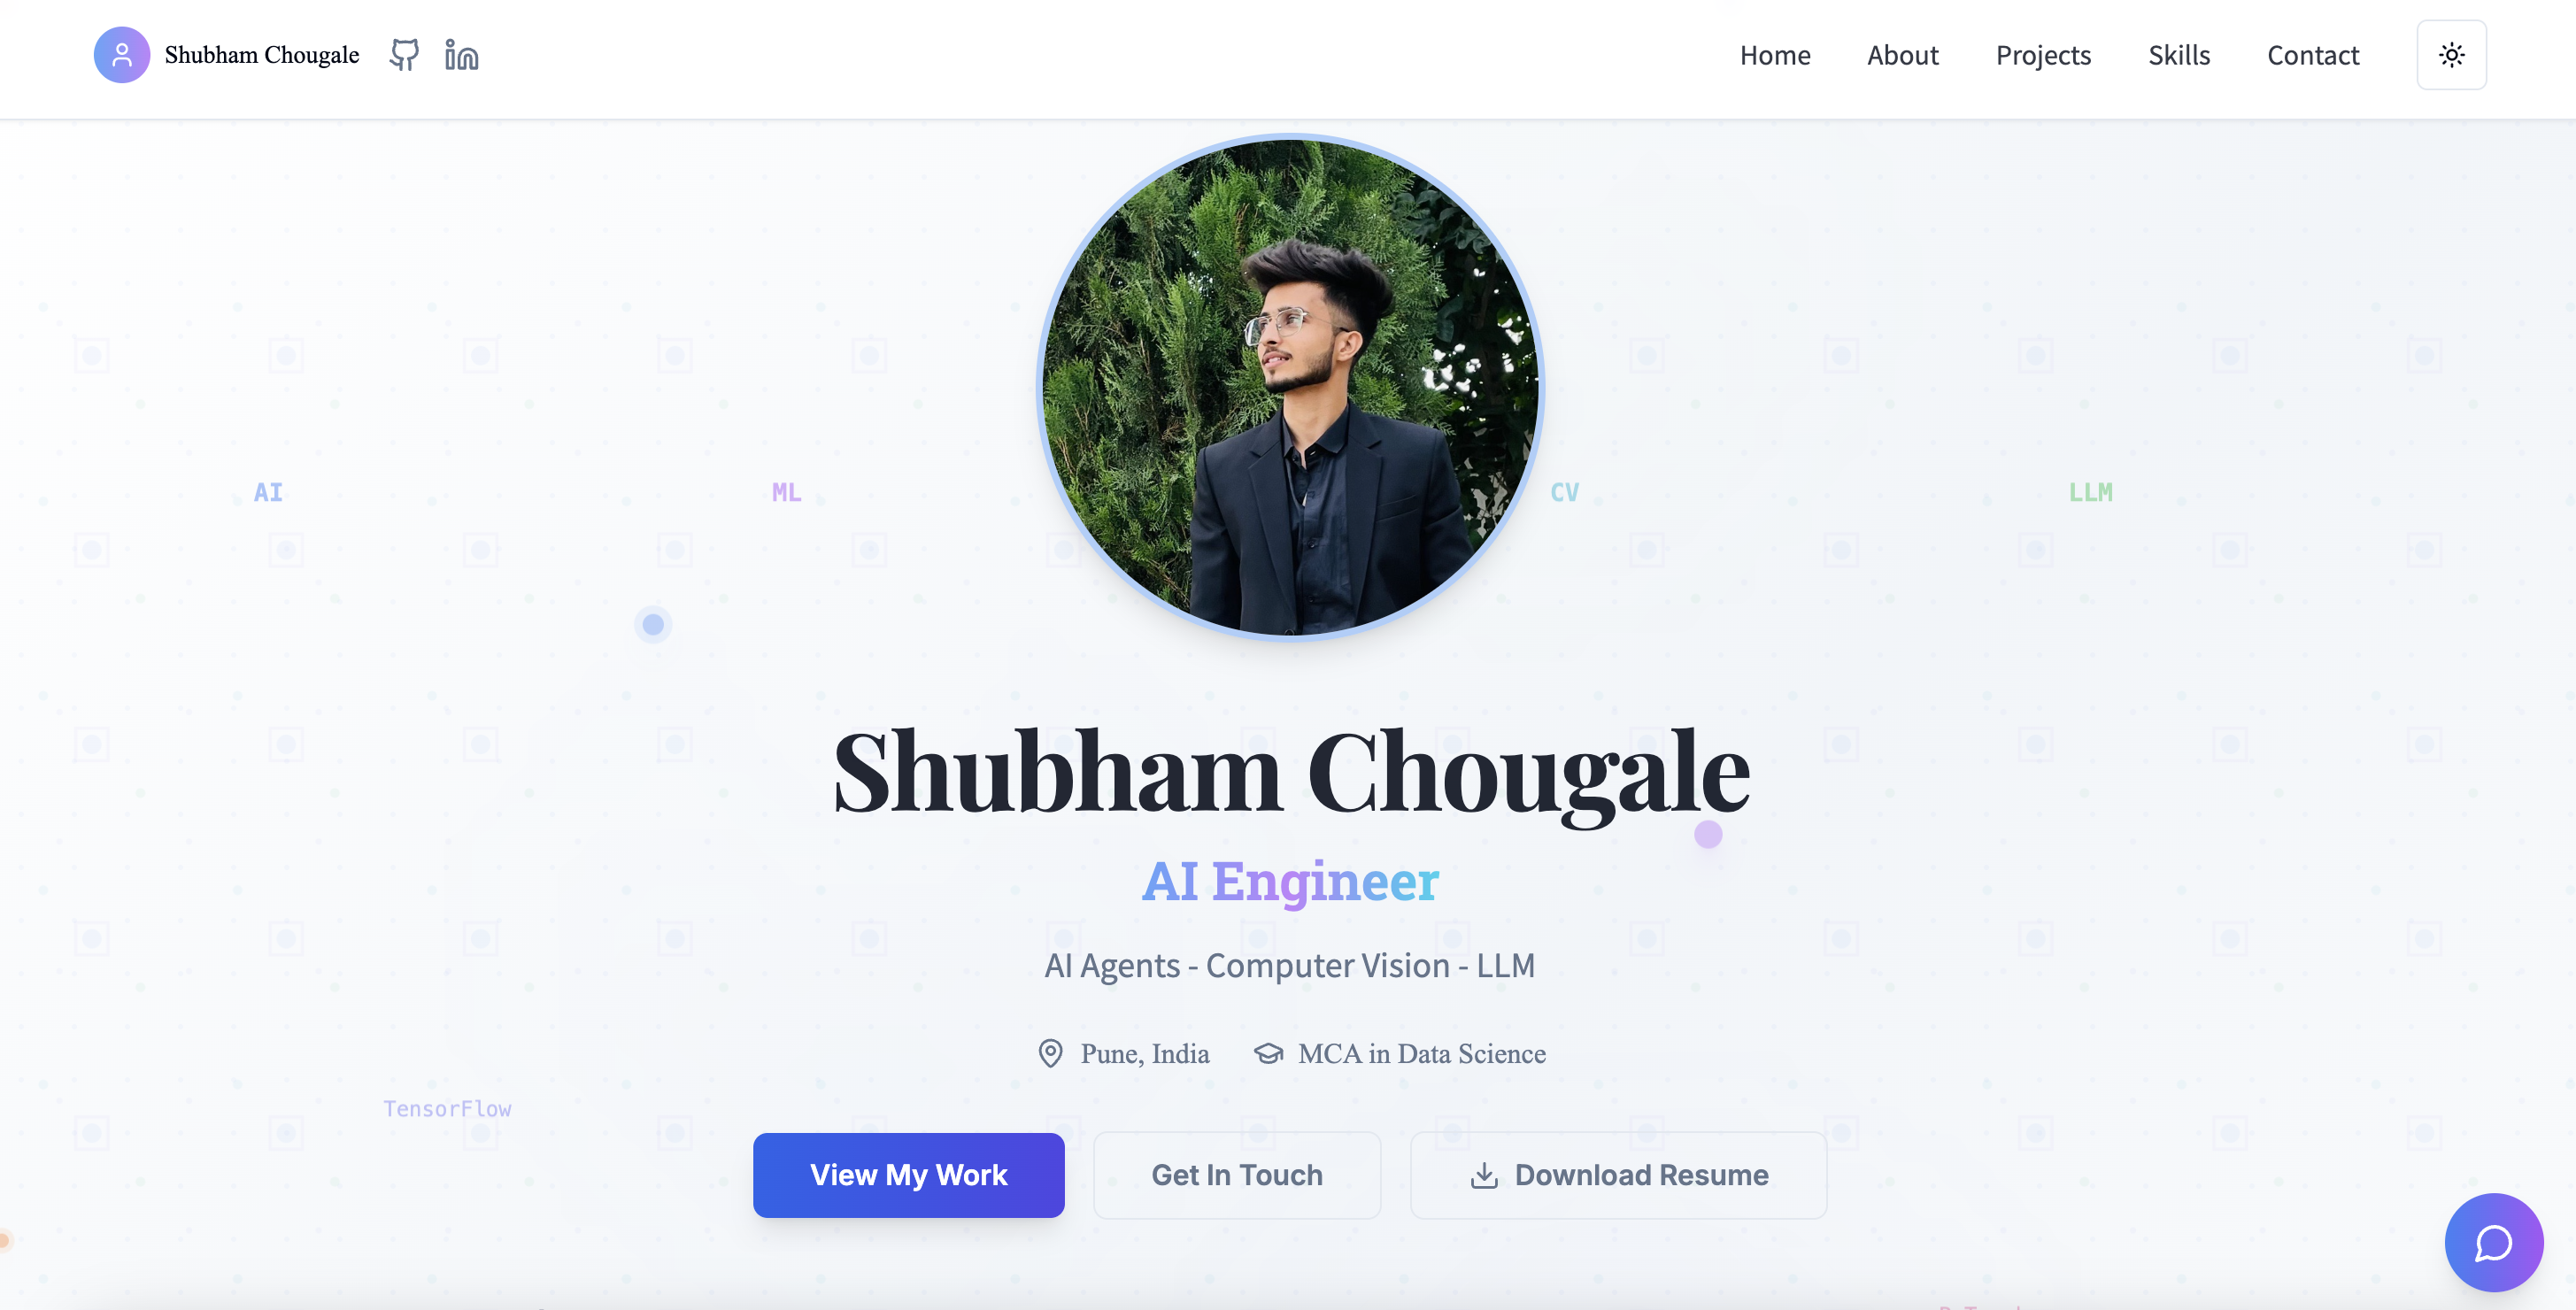 Shubham Chougale
Home About Projects Skills Contact
AI ML CV LLM
Shubham Chougale
AI Engineer
AI Agents - Computer Vision - LLM
Pune, India MCA in Data Science
TensorFlow
View My Work Get In Touch Download Resume